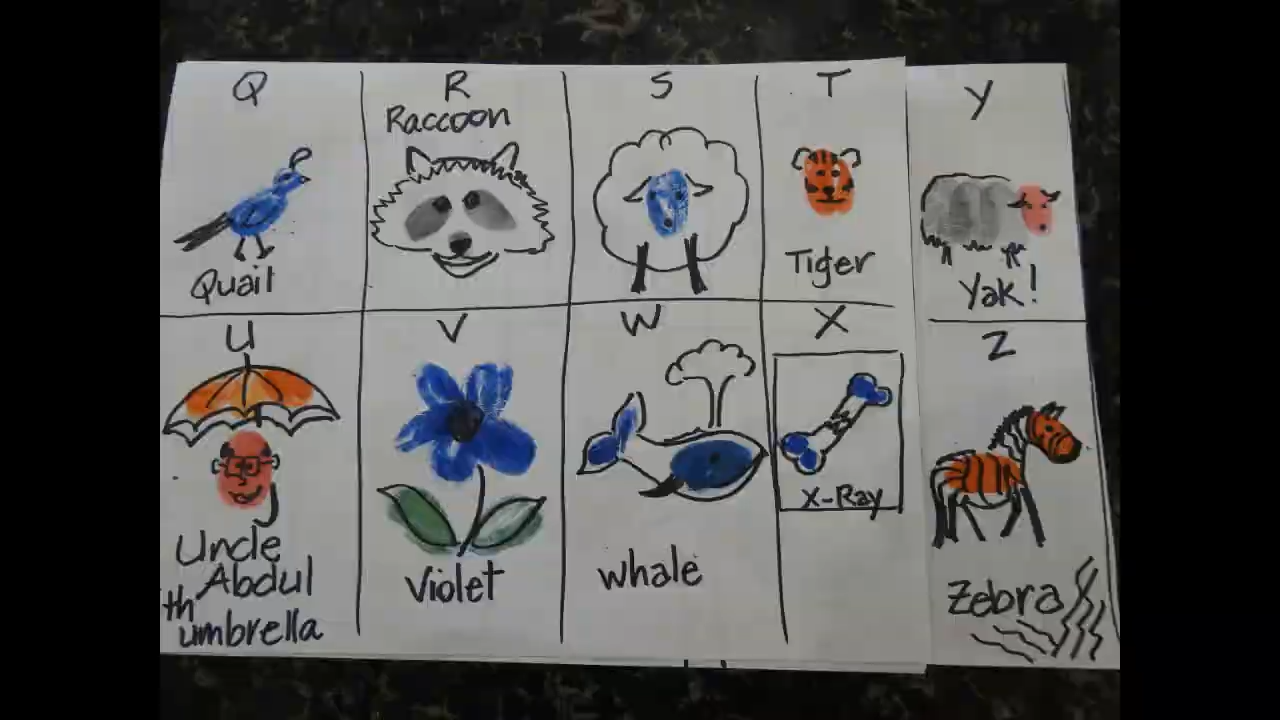 Q
Quail
R
Raccoon
S
T
Tiger
Y
Yak!
U
Uncle
Abdul
th
umbrella
V
Violet
W
Whale
X
X-Ray
Z
Zebra